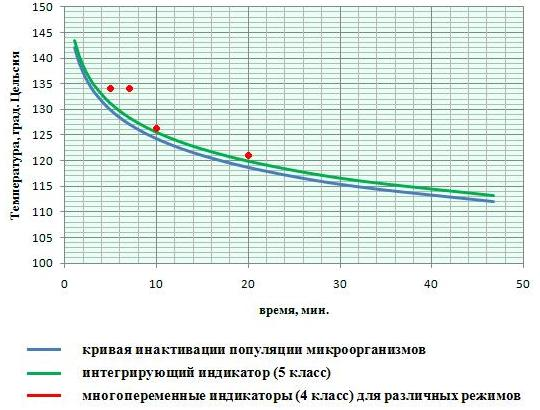 150
145
140
135
130
125
120
115
110
105
100
Температура, град. Цельсия
0 10 20 30 40 50
время, мин.
кривая инактивации популяции микроорганизмов
интегрирующий индикатор (5 класс)
многопеременные индикаторы (4 класс) для различных режимов